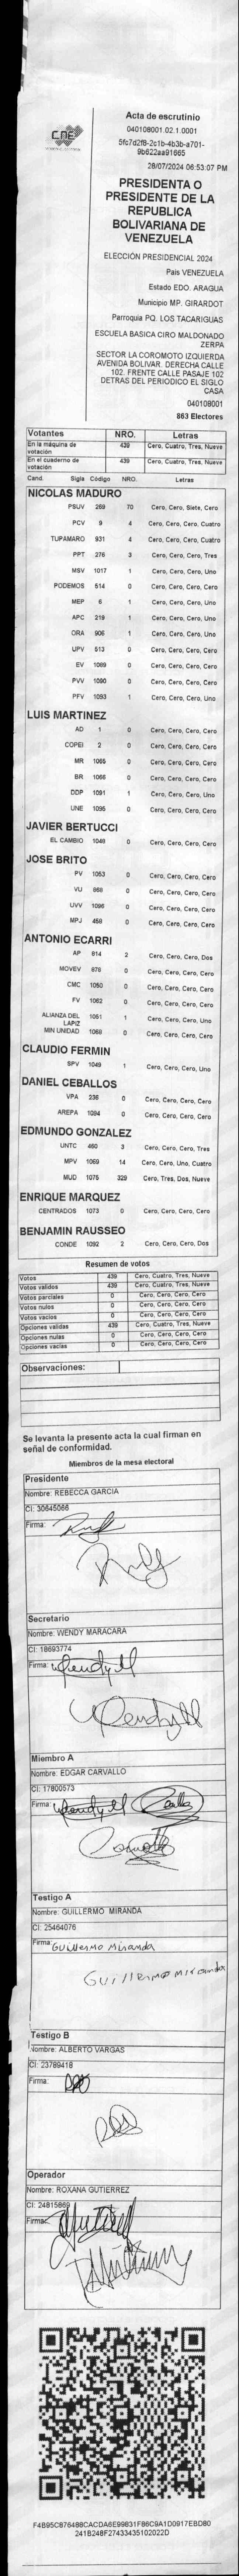 CNE
Acta de escrutinio
040108001.02.1.0001
5fc7d2f8-2c1b-4b3b-a701-
9b622aa91665
28/07/2024 06:53:07 PM
PRESIDENTA O
PRESIDENTE DE LA
REPUBLICA
BOLIVARIANA DE
VENEZUELA
ELECCIÓN PRESIDENCIAL 2024
País VENEZUELA
Estado EDO. ARAGUA
Municipio MP. GIRARDOT
Parroquia PQ. LOS TACARIGUAS
ESCUELA BASICA CIRO MALDONADO
ZERPA
SECTOR LA COROMOTO IZQUIERDA
AVENIDA BOLIVAR. DERECHA CALLE
102. FRENTE CALLE PASAJE 102
DETRAS DEL PERIODICO EL SIGLO
CASA
040108001
863 Electores
Votantes NRO. Letras
En la máquina de votación 439 Cero, Cuatro, Tres, Nueve
En el cuaderno de votación 439 Cero, Cuatro, Tres, Nueve
Cand. Sigla Código NRO. Letras
NICOLAS MADURO
PSUV 269 70 Cero, Cero, Siete, Cero
PCV 9 4 Cero, Cero, Cero, Cuatro
TUPAMARO 931 4 Cero, Cero, Cero, Cuatro
PPT 276 3 Cero, Cero, Cero, Tres
MSV 1017 1 Cero, Cero, Cero, Uno
PODEMOS 514 0 Cero, Cero, Cero, Cero
MEP 6 1 Cero, Cero, Cero, Uno
APC 219 1 Cero, Cero, Cero, Uno
ORA 906 1 Cero, Cero, Cero, Uno
UPV 513 0 Cero, Cero, Cero, Cero
EV 1089 0 Cero, Cero, Cero, Cero
PVV 1090 0 Cero, Cero, Cero, Cero
PFV 1093 1 Cero, Cero, Cero, Uno
LUIS MARTINEZ
AD 1 0 Cero, Cero, Cero, Cero
COPEI 2 0 Cero, Cero, Cero, Cero
MR 1065 0 Cero, Cero, Cero, Cero
BR 1066 0 Cero, Cero, Cero, Cero
DDP 1091 1 Cero, Cero, Cero, Uno
UNE 1095 0 Cero, Cero, Cero, Cero
JAVIER BERTUCCI
EL CAMBIO 1048 0 Cero, Cero, Cero, Cero
JOSE BRITO
PV 1053 0 Cero, Cero, Cero, Cero
VU 868 0 Cero, Cero, Cero, Cero
UVV 1096 0 Cero, Cero, Cero, Cero
MPJ 458 0 Cero, Cero, Cero, Cero
ANTONIO ECARRI
AP 814 2 Cero, Cero, Cero, Dos
MOVEV 878 0 Cero, Cero, Cero, Cero
CMC 1050 0 Cero, Cero, Cero, Cero
FV 1062 0 Cero, Cero, Cero, Cero
ALIANZA DEL LAPIZ 1051 1 Cero, Cero, Cero, Uno
MIN UNIDAD 1068 0 Cero, Cero, Cero, Cero
CLAUDIO FERMIN
SPV 1049 1 Cero, Cero, Cero, Uno
DANIEL CEBALLOS
VPA 236 0 Cero, Cero, Cero, Cero
AREPA 1094 0 Cero, Cero, Cero, Cero
EDMUNDO GONZALEZ
UNTC 460 3 Cero, Cero, Cero, Tres
MPV 1069 14 Cero, Cero, Uno, Cuatro
MUD 1075 329 Cero, Tres, Dos, Nueve
ENRIQUE MARQUEZ
CENTRADOS 1073 0 Cero, Cero, Cero, Cero
BENJAMIN RAUSSEO
CONDE 1092 2 Cero, Cero, Cero, Dos
Resumen de votos
Votos 439 Cero, Cuatro, Tres, Nueve
Votos válidos 439 Cero, Cuatro, Tres, Nueve
Votos parciales 0 Cero, Cero, Cero, Cero
Votos nulos 0 Cero, Cero, Cero, Cero
Votos vacíos 0 Cero, Cero, Cero, Cero
Opciones validas 439 Cero, Cuatro, Tres, Nueve
Opciones nulas 0 Cero, Cero, Cero, Cero
Opciones vacías 0 Cero, Cero, Cero, Cero
Observaciones:
Se levanta la presente acta la cual firman en
señal de conformidad.
Miembros de la mesa electoral
Presidente
Nombre: REBECCA GARCIA
CI: 30645066
Firma:
Secretario
Nombre: WENDY MARACARA
CI: 18693774
Firma: Wendy M
Wendy M
Miembro A
Nombre: EDGAR CARVALLO
CI: 17800573
Firma: Wendy M
Testigo A
Nombre: GUILLERMO MIRANDA
CI: 25464076
Firma: Guillermo Miranda
Guillermo Miranda
Testigo B
Nombre: ALBERTO VARGAS
CI: 23789418
Firma:
Operador
Nombre: ROXANA GUTIERREZ
CI: 24815869
Firma:
F4B95C876488CACDA6E99831F86C9A1D0917EBD80
241B248F27433435102022D